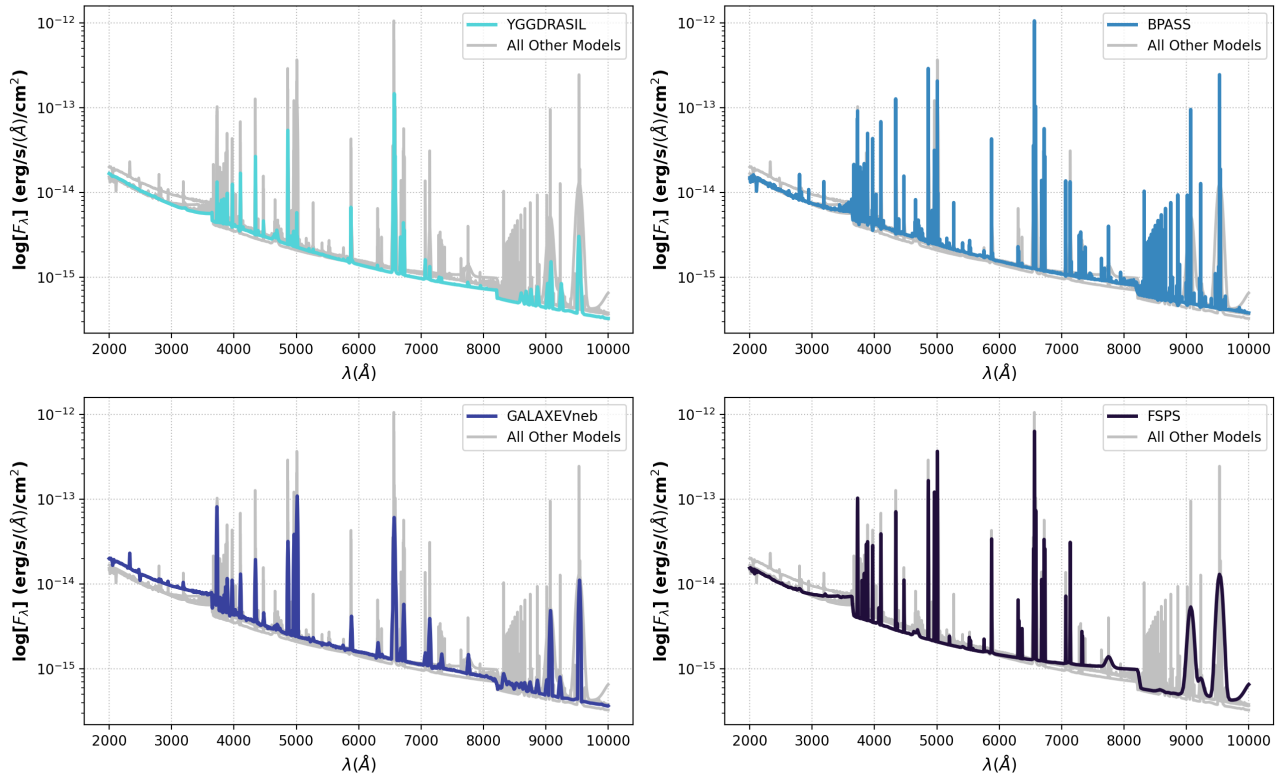 YGGDRASIL
All Other Models
10⁻¹²
10⁻¹³
10⁻¹⁴
10⁻¹⁵
log[F_λ] (erg/s/(Å)/cm²)
2000 3000 4000 5000 6000 7000 8000 9000 10000
λ(Å)
BPASS
All Other Models
10⁻¹²
10⁻¹³
10⁻¹⁴
10⁻¹⁵
log[F_λ] (erg/s/(Å)/cm²)
2000 3000 4000 5000 6000 7000 8000 9000 10000
λ(Å)
GALAXEVneb
All Other Models
10⁻¹²
10⁻¹³
10⁻¹⁴
10⁻¹⁵
log[F_λ] (erg/s/(Å)/cm²)
2000 3000 4000 5000 6000 7000 8000 9000 10000
λ(Å)
FSPS
All Other Models
10⁻¹²
10⁻¹³
10⁻¹⁴
10⁻¹⁵
log[F_λ] (erg/s/(Å)/cm²)
2000 3000 4000 5000 6000 7000 8000 9000 10000
λ(Å)